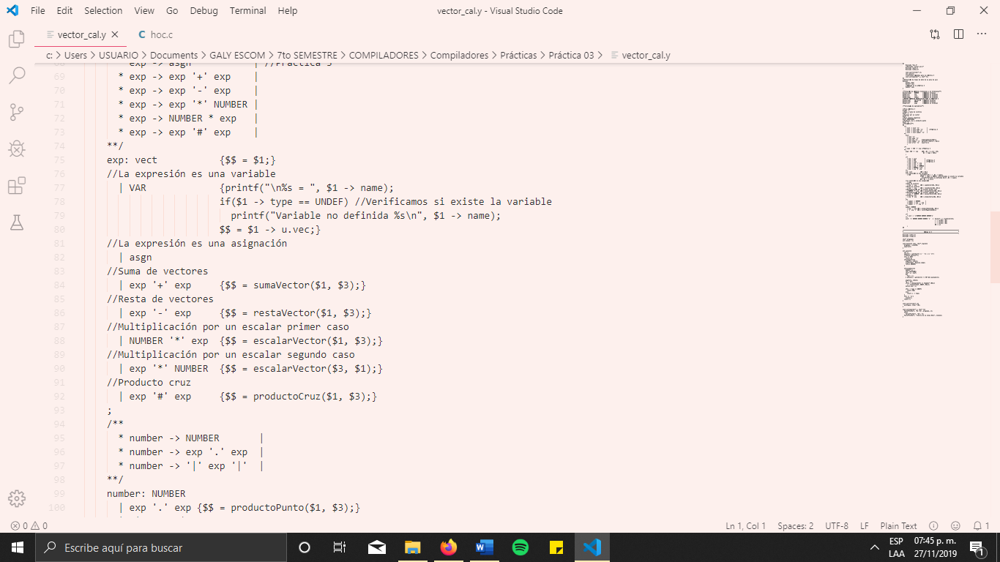 File Edit Selection View Go Debug Terminal Help vector_cal.y - Visual Studio Code
vector_cal.y C hoc.c
c: > Users > USUARIO > Documents > GALY ESCOM > 7to SEMESTRE > COMPILADORES > Compiladores > Prácticas > Práctica 03 > vector_cal.y
69 * exp -> exp '+' exp |
70 * exp -> exp '-' exp |
71 * exp -> exp '*' NUMBER |
72 * exp -> NUMBER * exp |
73 * exp -> exp '#' exp |
74 **/
75 exp: vect {$$ = $1;}
76 //La expresión es una variable
77 | VAR {printf("\n%s = ", $1 -> name);
78 if($1 -> type == UNDEF) //Verificamos si existe la variable
79 printf("Variable no definida %s\n", $1 -> name);
80 $$ = $1 -> u.vec;}
81 //La expresión es una asignación
82 | asgn
83 //Suma de vectores
84 | exp '+' exp {$$ = sumaVector($1, $3);}
85 //Resta de vectores
86 | exp '-' exp {$$ = restaVector($1, $3);}
87 //Multiplicación por un escalar primer caso
88 | NUMBER '*' exp {$$ = escalarVector($1, $3);}
89 //Multiplicación por un escalar segundo caso
90 | exp '*' NUMBER {$$ = escalarVector($3, $1);}
91 //Producto cruz
92 | exp '#' exp {$$ = productoCruz($1, $3);}
93 ;
94 /**
95 * number -> NUMBER |
96 * number -> exp '.' exp |
97 * number -> '|' exp '|' |
98 **/
99 number: NUMBER
100 | exp '.' exp {$$ = productoPunto($1, $3);}
0 0 Ln 1, Col 1 Spaces: 2 UTF-8 LF Plain Text 1
Escribe aquí para buscar
ESP 07:45 p. m.
LAA 27/11/2019 1